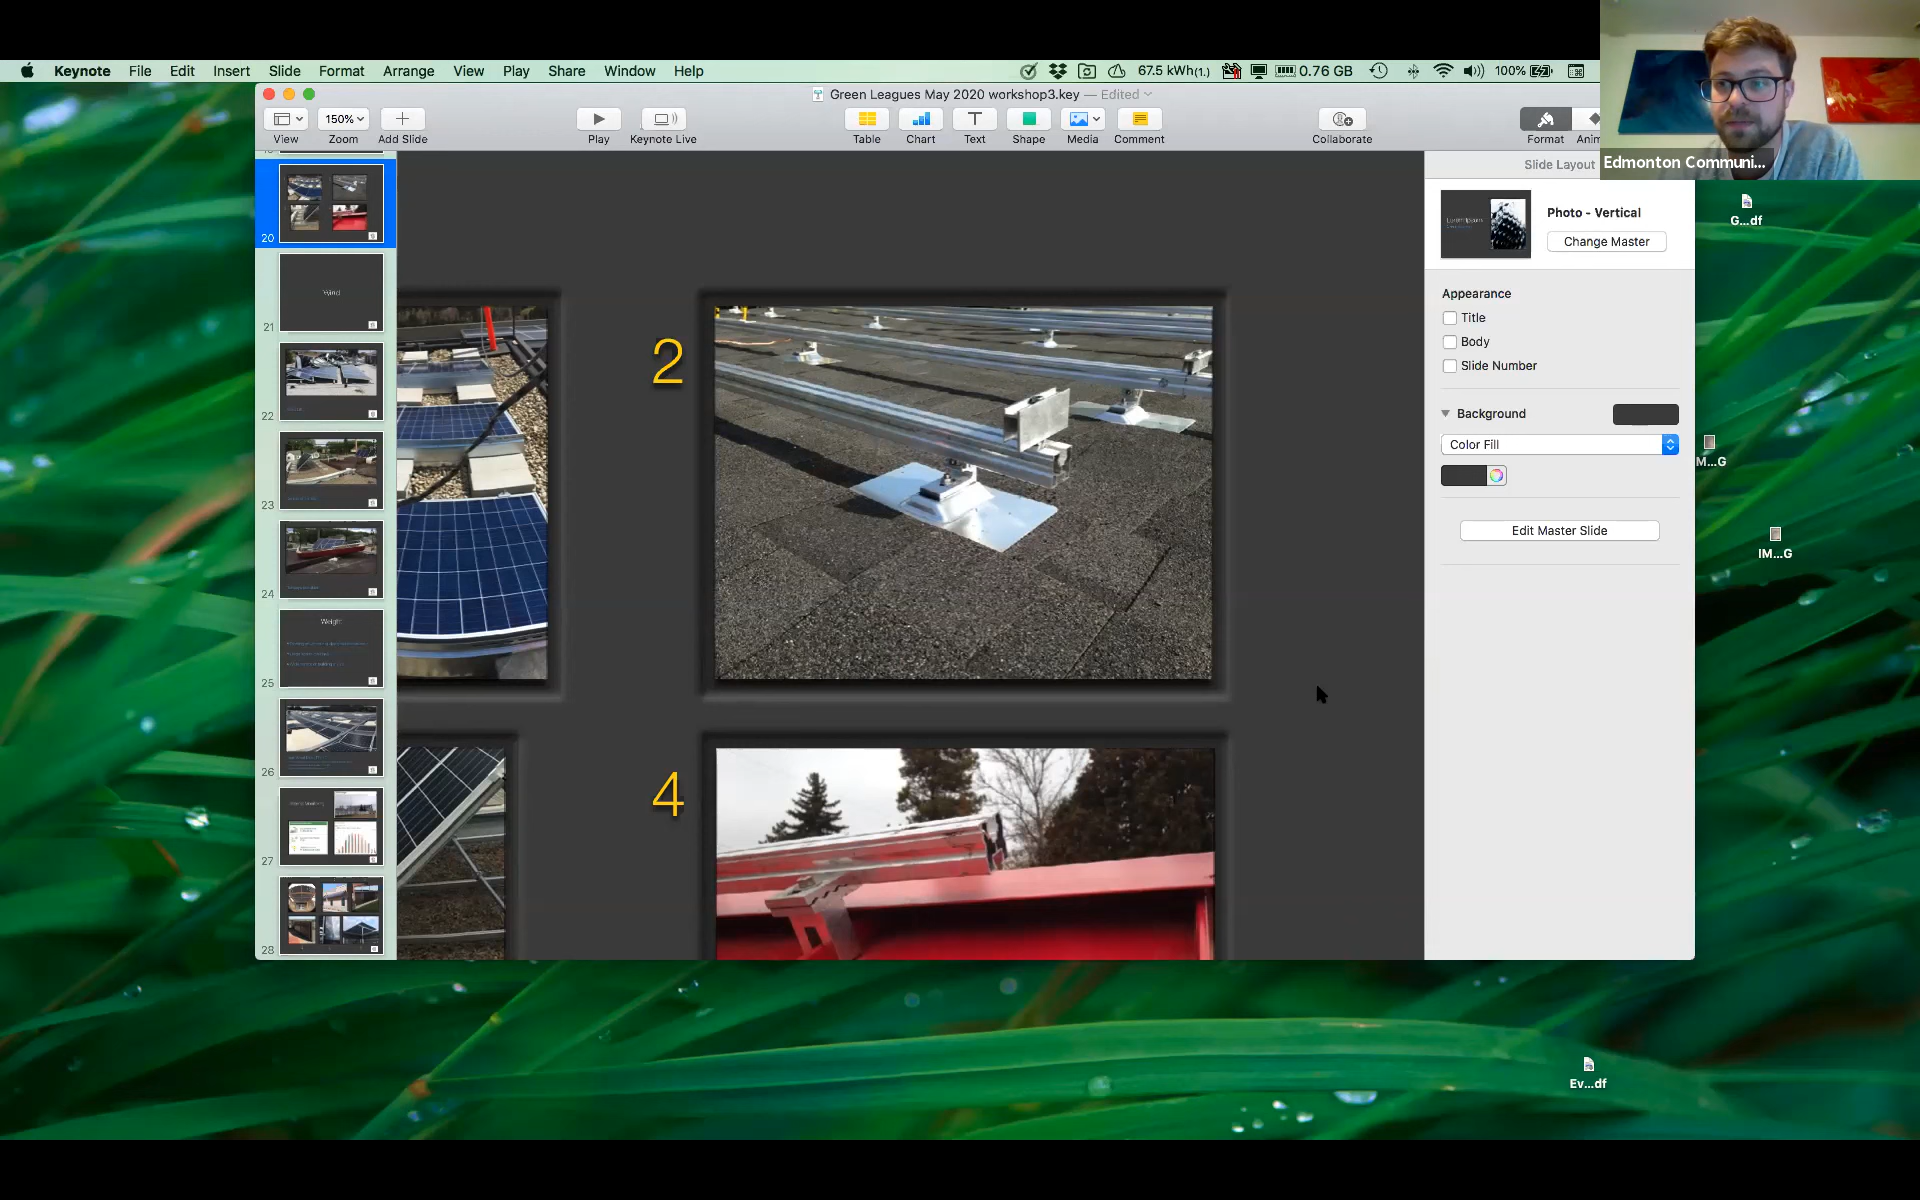 Keynote File Edit Insert Slide Format Arrange View Play Share Window Help
67.5 kWh(1.) 0.76 GB 100%
Green Leagues May 2020 workshop3.key — Edited
150%
View Zoom Add Slide Play Keynote Live Table Chart Text Shape Media Comment Collaborate Format Anim
Edmonton Communi...
Slide Layout
Photo - Vertical
Change Master
Appearance
Title
Body
Slide Number
Background
Color Fill
Edit Master Slide
20
Wind
21
22
23
24
Weight
25
26
27
28
2
4
G...df
M...G
IM...G
Ev...df